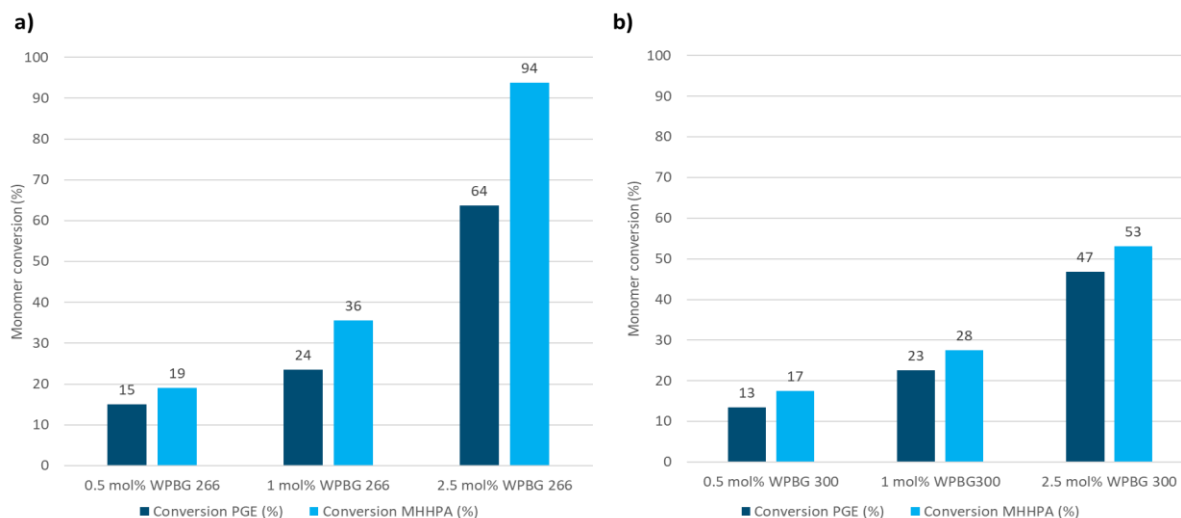 a)
Monomer conversion (%)
100
90
80
70
60
50
40
30
20
10
0
15
19
24
36
64
94
0.5 mol% WPBG 266
1 mol% WPBG 266
2.5 mol% WPBG 266
Conversion PGE (%)
Conversion MHHPA (%)
b)
Monomer conversion (%)
100
90
80
70
60
50
40
30
20
10
0
13
17
23
28
47
53
0.5 mol% WPBG 300
1 mol% WPBG300
2.5 mol% WPBG 300
Conversion PGE (%)
Conversion MHHPA (%)